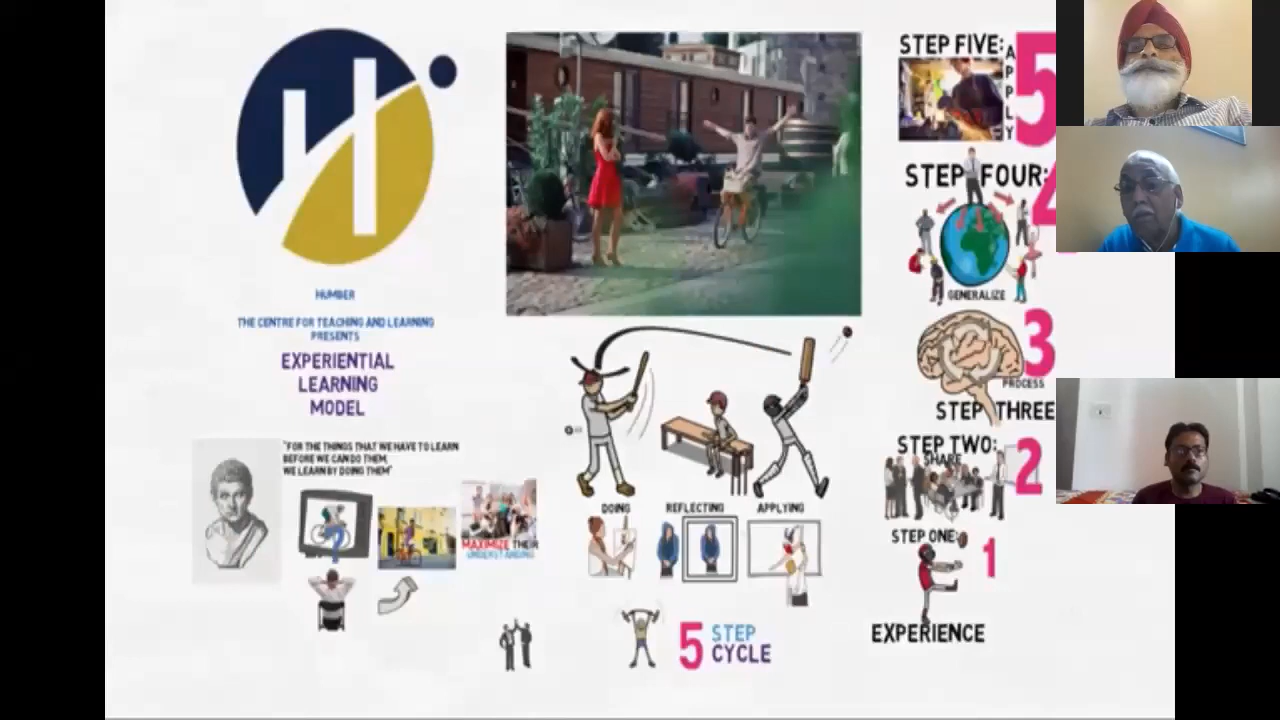 HUMBER
THE CENTRE FOR TEACHING AND LEARNING
PRESENTS
EXPERIENTIAL
LEARNING
MODEL
"FOR THE THINGS THAT WE HAVE TO LEARN
BEFORE WE CAN DO THEM,
WE LEARN BY DOING THEM"
MAXIMIZE THEIR
UNDERSTANDING
DOING
REFLECTING
APPLYING
5 STEP
CYCLE
STEP FIVE: 5
APPLY
STEP FOUR: 4
GENERALIZE
3
PROCESS
STEP THREE
STEP TWO: 2
SHARE
STEP ONE: 1
EXPERIENCE